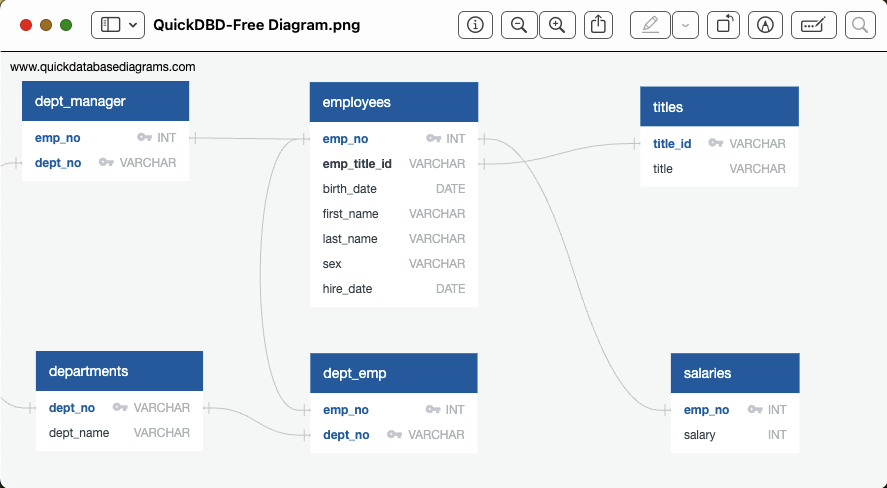 QuickDBD-Free Diagram.png
www.quickdatabasediagrams.com
dept_manager
emp_no INT
dept_no VARCHAR
employees
emp_no INT
emp_title_id VARCHAR
birth_date DATE
first_name VARCHAR
last_name VARCHAR
sex VARCHAR
hire_date DATE
titles
title_id VARCHAR
title VARCHAR
departments
dept_no VARCHAR
dept_name VARCHAR
dept_emp
emp_no INT
dept_no VARCHAR
salaries
emp_no INT
salary INT